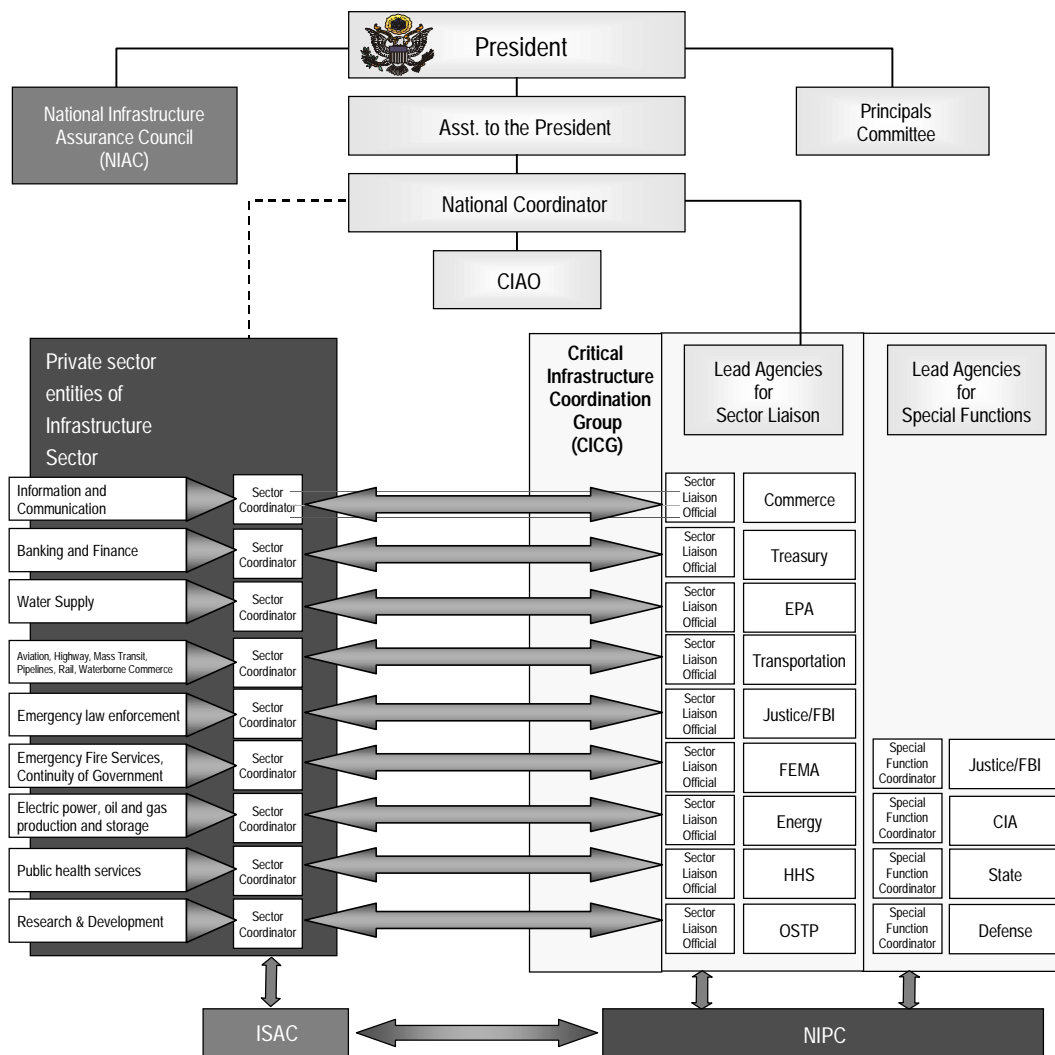 President
National Infrastructure
Assurance Council
(NIAC)
Asst. to the President
Principals
Committee
National Coordinator
CIAO
Private sector
entities of
Infrastructure
Sector
Critical
Infrastructure
Coordination
Group
(CICG)
Lead Agencies
for
Sector Liaison
Lead Agencies
for
Special Functions
Information and
Communication
Sector
Coordinator
Sector
Liaison
Official
Commerce
Banking and Finance
Sector
Coordinator
Sector
Liaison
Official
Treasury
Water Supply
Sector
Coordinator
Sector
Liaison
Official
EPA
Aviation, Highway, Mass Transit,
Pipelines, Rail, Waterborne Commerce
Sector
Coordinator
Sector
Liaison
Official
Transportation
Emergency law enforcement
Sector
Coordinator
Sector
Liaison
Official
Justice/FBI
Emergency Fire Services,
Continuity of Government
Sector
Coordinator
Sector
Liaison
Official
FEMA
Special
Function
Coordinator
Justice/FBI
Electric power, oil and gas
production and storage
Sector
Coordinator
Sector
Liaison
Official
Energy
Special
Function
Coordinator
CIA
Public health services
Sector
Coordinator
Sector
Liaison
Official
HHS
Special
Function
Coordinator
State
Research & Development
Sector
Coordinator
Sector
Liaison
Official
OSTP
Special
Function
Coordinator
Defense
ISAC
NIPC